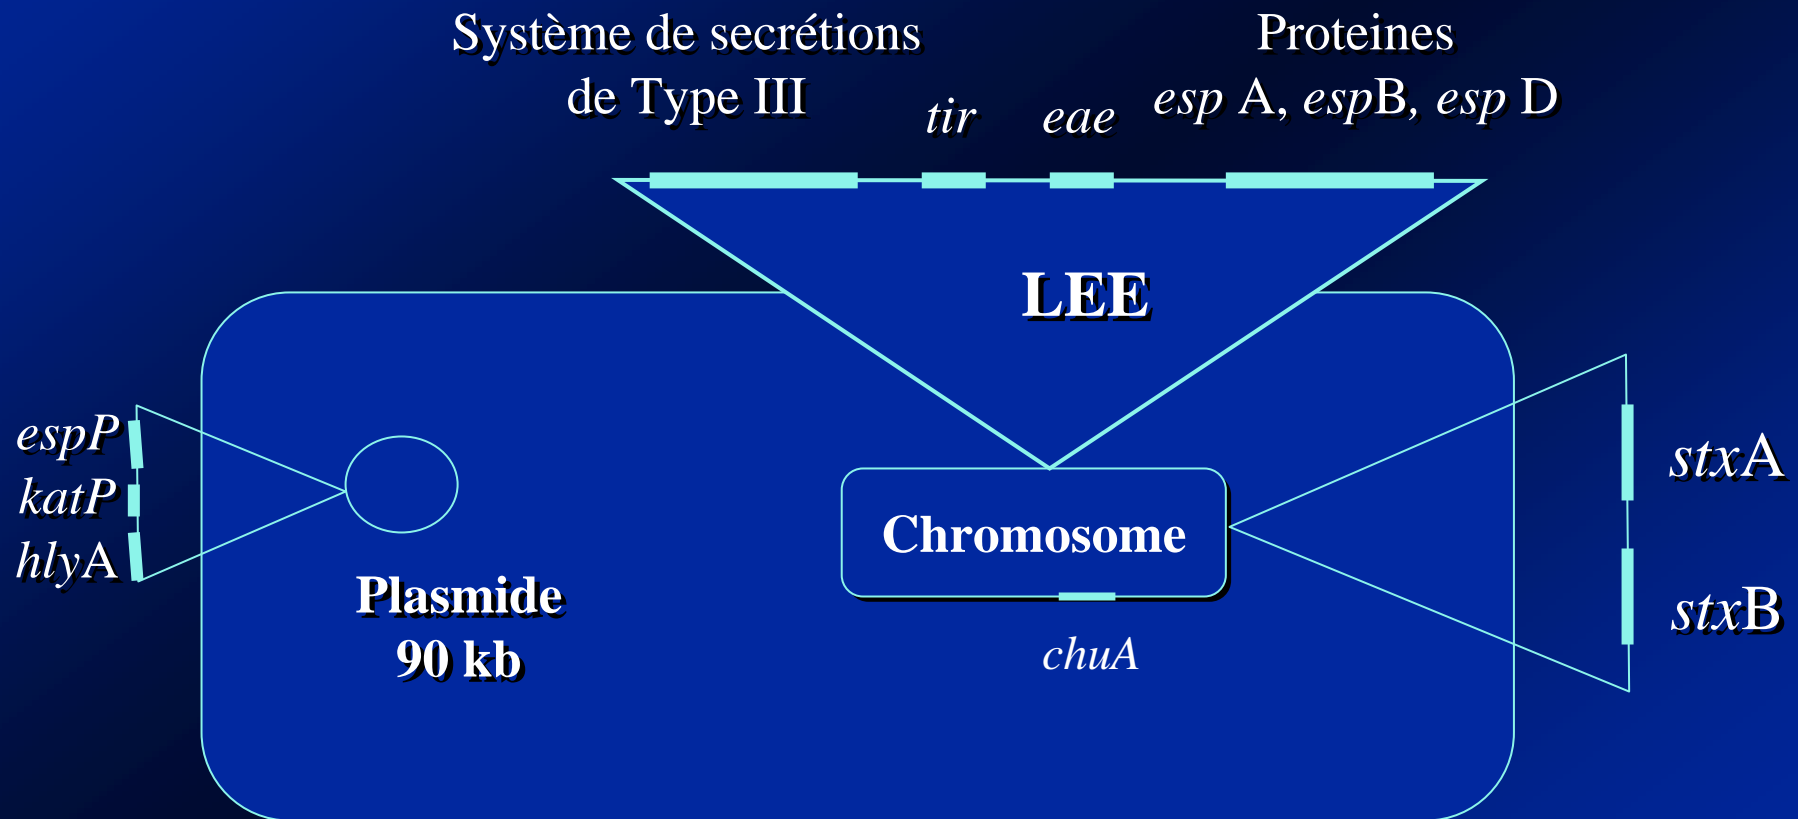 Système de secrétions
de Type III
tir
eae
Proteines
esp A, espB, esp D
LEE
espP
katP
hlyA
Plasmide
90 kb
Chromosome
chuA
stxA
stxB